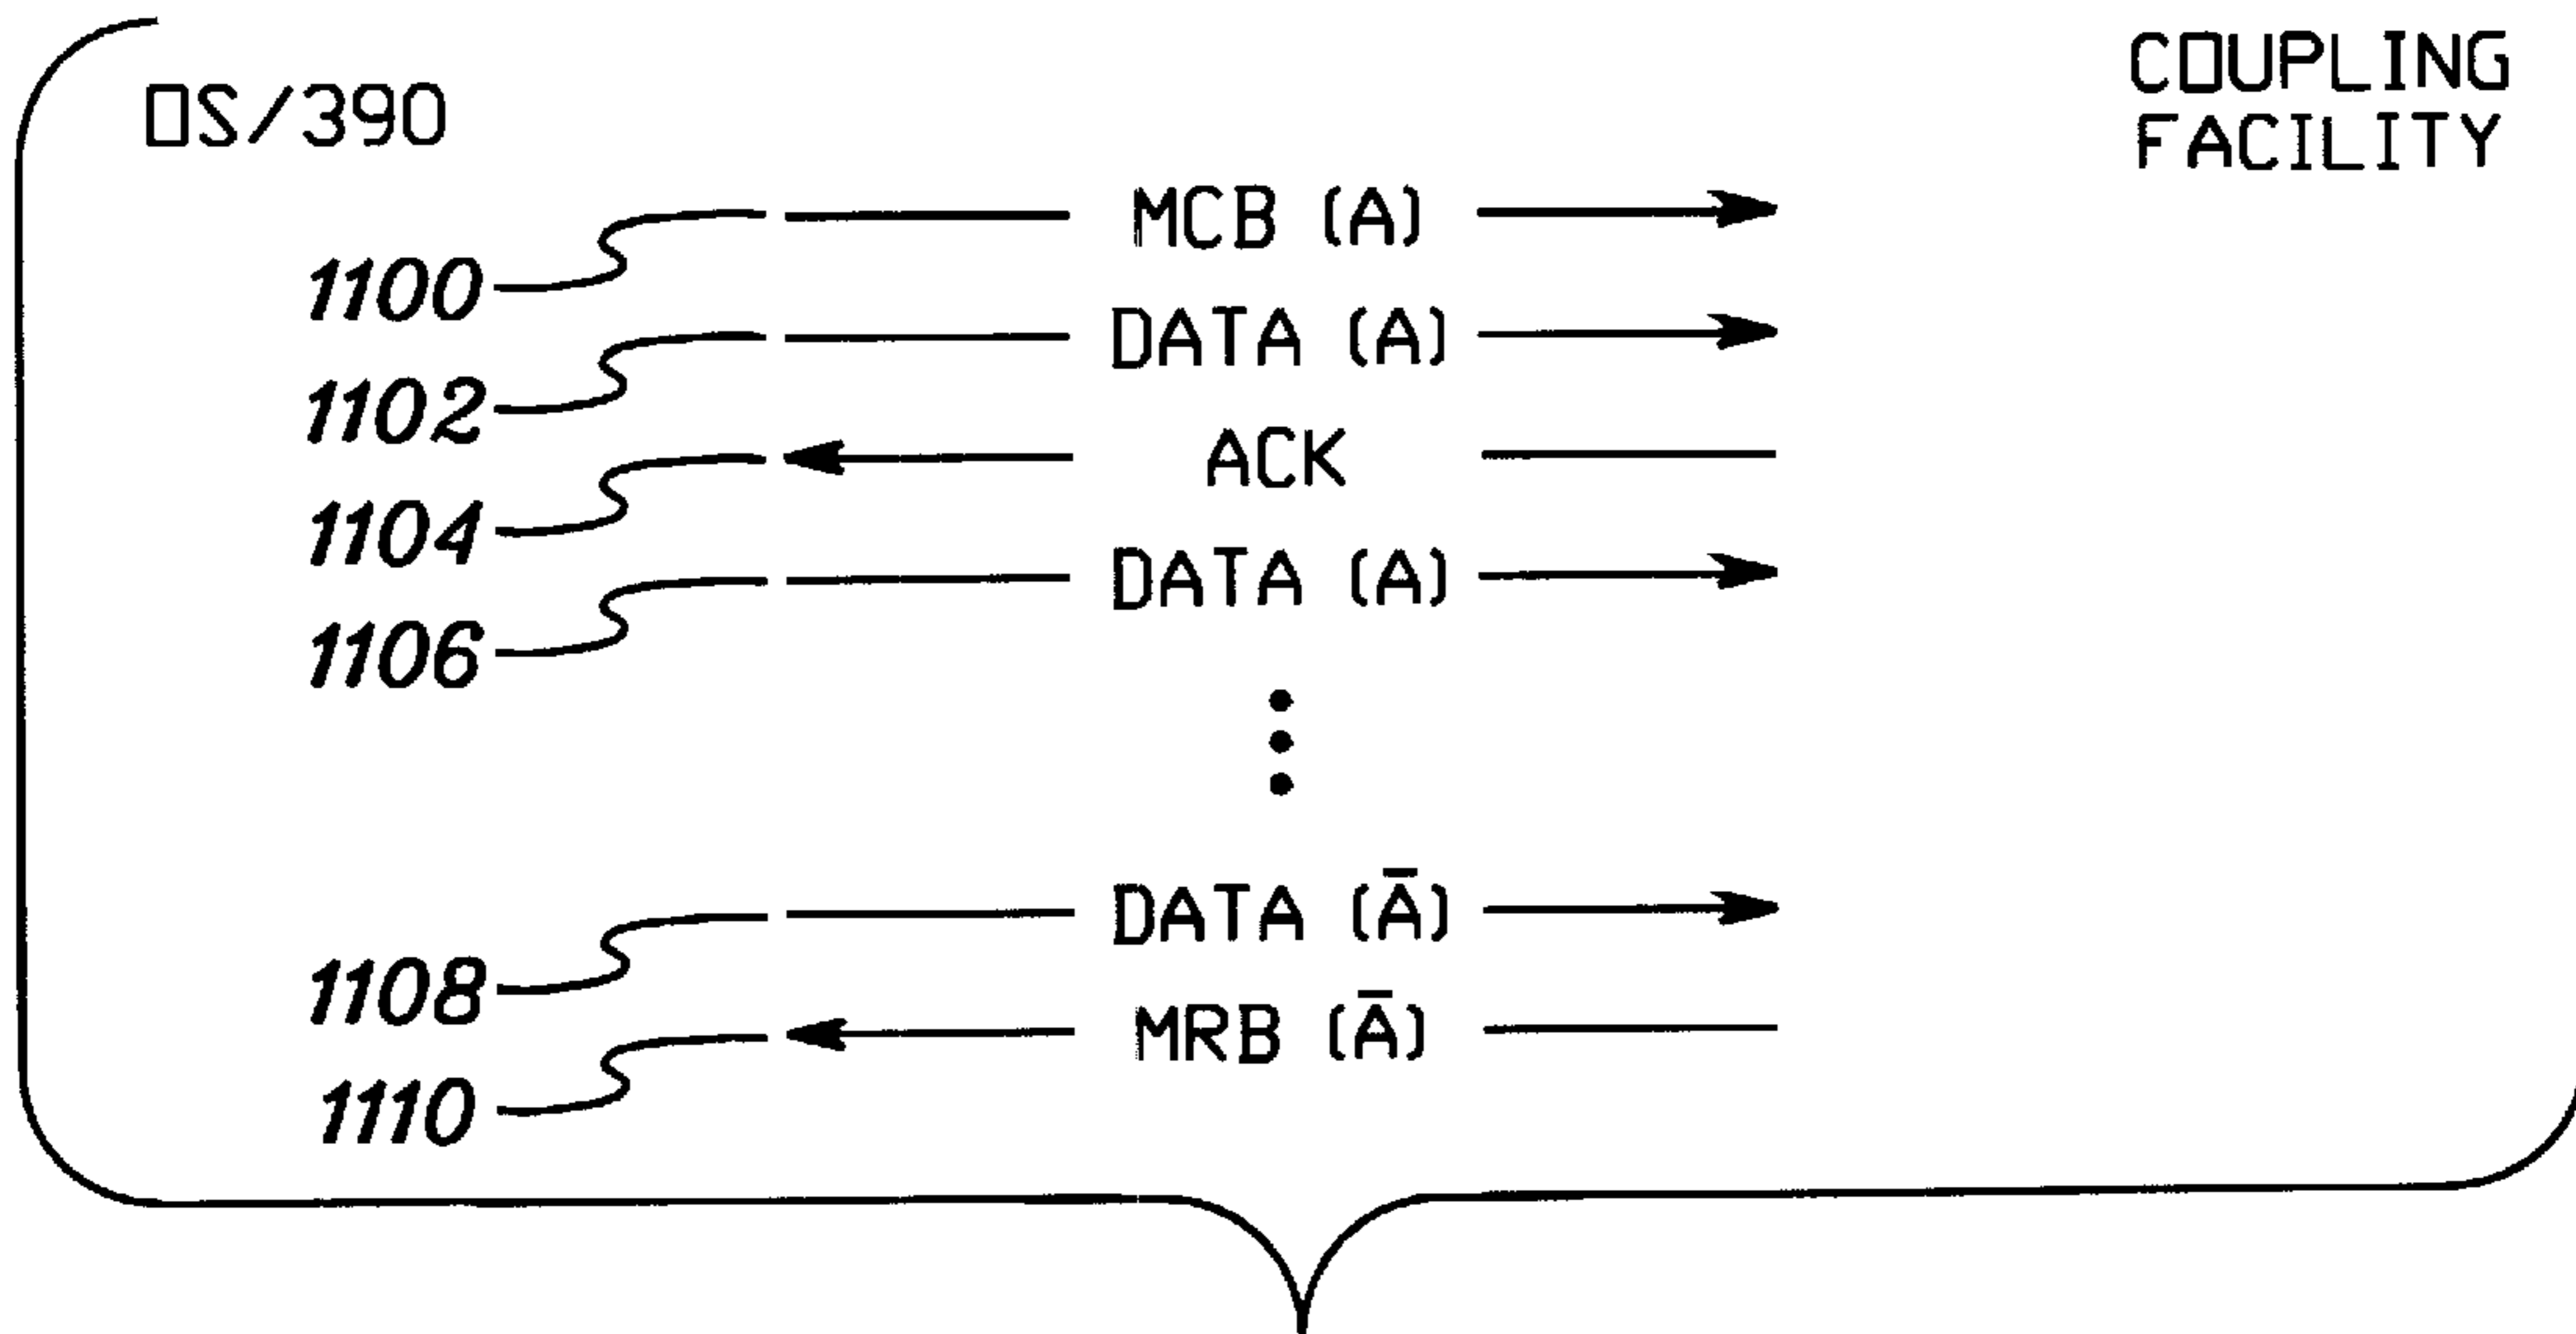 OS/390
COUPLING
FACILITY
MCB (A)
1100
DATA (A)
1102
ACK
1104
DATA (A)
1106
DATA (Ā)
1108
MRB (Ā)
1110